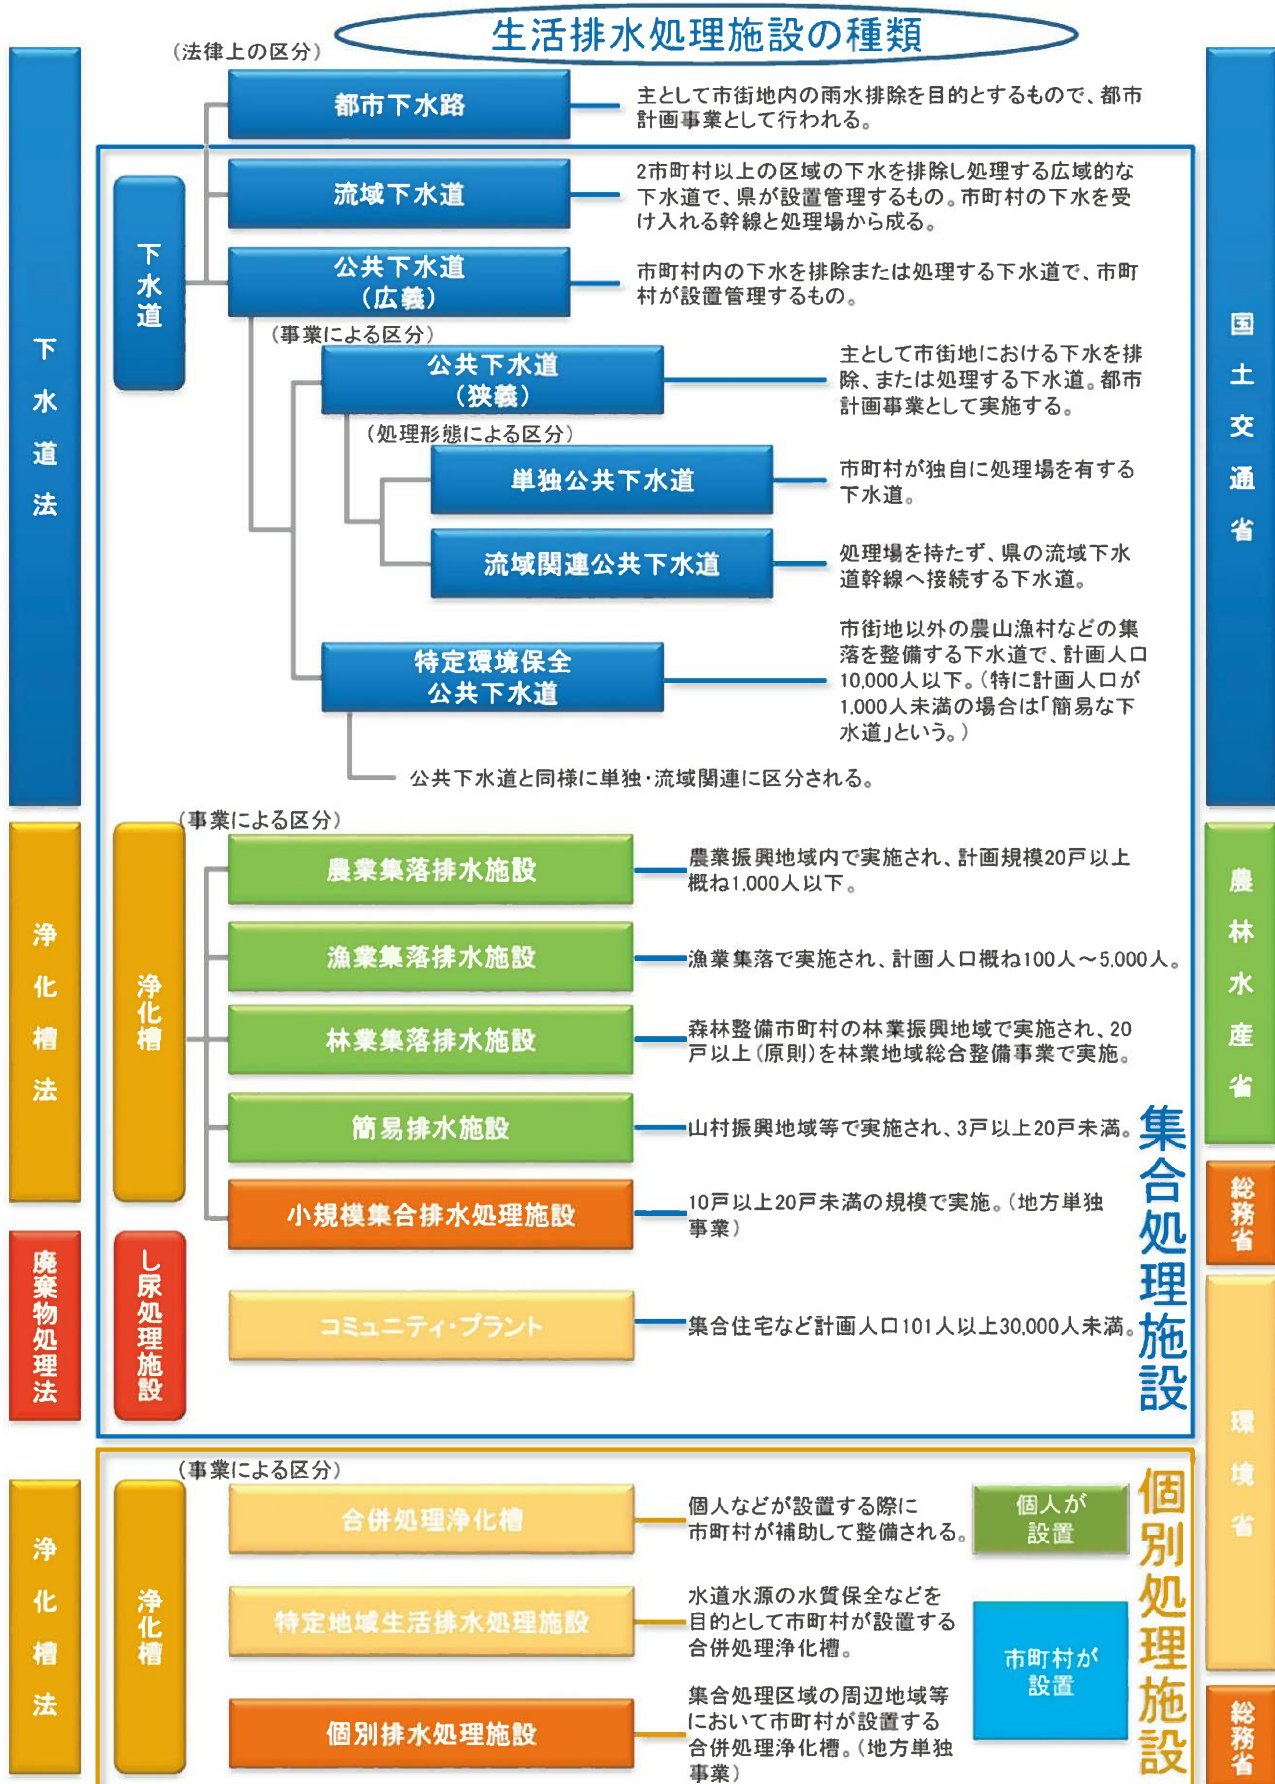 生活排水処理施設の種類
(法律上の区分)
下水道法
国土交通省
下水道
都市下水路
主として市街地内の雨水排除を目的とするもので、都市
計画事業として行われる。
流域下水道
2市町村以上の区域の下水を排除し処理する広域的な
下水道で、県が設置管理するもの。市町村の下水を受
け入れる幹線と処理場から成る。
公共下水道
(広義)
市町村内の下水を排除または処理する下水道で、市町
村が設置管理するもの。
(事業による区分)
公共下水道
(狭義)
主として市街地における下水を排
除、または処理する下水道。都市
計画事業として実施する。
(処理形態による区分)
単独公共下水道
市町村が独自に処理場を有する
下水道。
流域関連公共下水道
処理場を持たず、県の流域下水
道幹線へ接続する下水道。
特定環境保全
公共下水道
市街地以外の農山漁村などの集
落を整備する下水道で、計画人口
10,000人以下。(特に計画人口が
1,000人未満の場合は「簡易な下
水道」という。)
公共下水道と同様に単独・流域関連に区分される。
浄化槽法
浄化槽
農林水産省
(事業による区分)
農業集落排水施設
農業振興地域内で実施され、計画規模20戸以上
概ね1,000人以下。
漁業集落排水施設
漁業集落で実施され、計画人口概ね100人～5,000人。
林業集落排水施設
森林整備市町村の林業振興地域で実施され、20
戸以上(原則)を林業地域総合整備事業で実施。
簡易排水施設
山村振興地域等で実施され、3戸以上20戸未満。
集合処理施設
総務省
小規模集合排水処理施設
10戸以上20戸未満の規模で実施。(地方単独
事業)
廃棄物処理法
し尿処理施設
コミュニティ・プラント
集合住宅など計画人口101人以上30,000人未満。
環境省
浄化槽法
浄化槽
(事業による区分)
合併処理浄化槽
個人などが設置する際に
市町村が補助して整備される。
個人が
設置
個別処理施設
特定地域生活排水処理施設
水道水源の水質保全などを
目的として市町村が設置する
合併処理浄化槽。
市町村が
設置
個別排水処理施設
集合処理区域の周辺地域等
において市町村が設置する
合併処理浄化槽。(地方単独
事業)
総務省